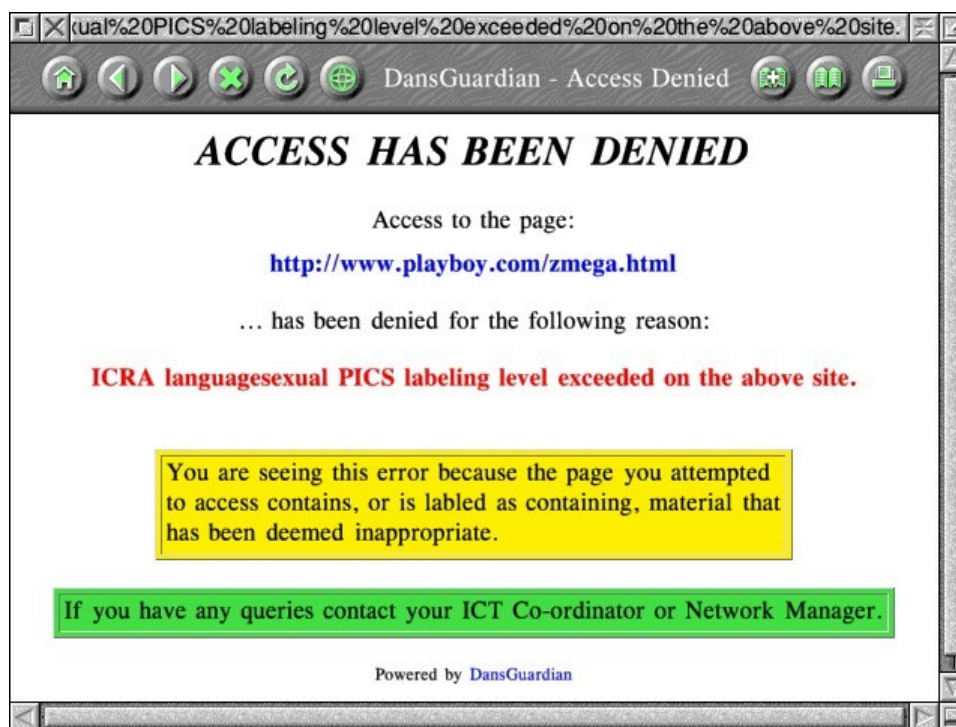 xual%20PICS%20labeling%20level%20exceeded%20on%20the%20above%20site.
DansGuardian - Access Denied
ACCESS HAS BEEN DENIED
Access to the page:
http://www.playboy.com/zmega.html
... has been denied for the following reason:
ICRA languagesexual PICS labeling level exceeded on the above site.
You are seeing this error because the page you attempted
to access contains, or is labled as containing, material that
has been deemed inappropriate.
If you have any queries contact your ICT Co-ordinator or Network Manager.
Powered by DansGuardian